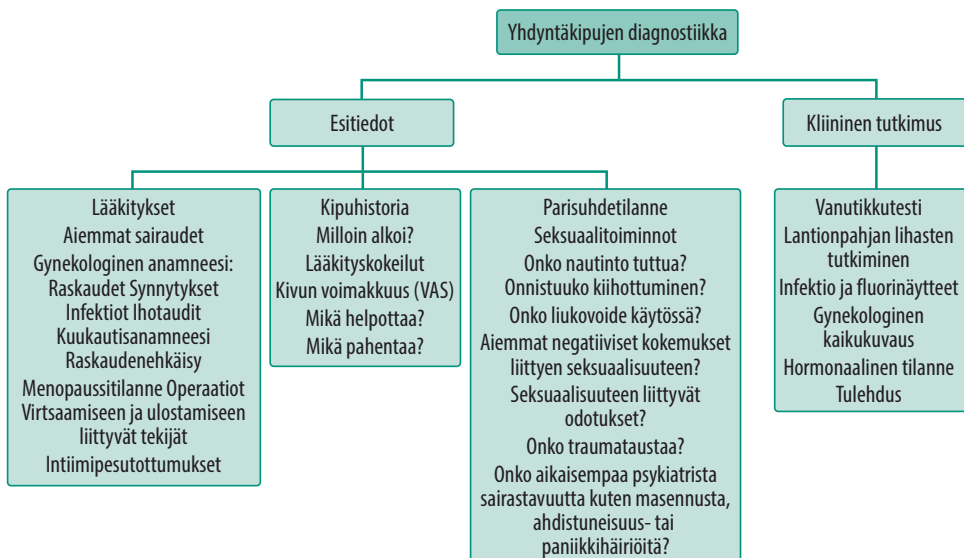 Yhdyntäkipujen diagnostiikka
Esitiedot
Kliininen tutkimus
Lääkitykset
Aiemmat sairaudet
Gynekologinen anamneesi:
Raskaudet Synnytykset
Infektiot Ihotaudit
Kuukautisanamneesi
Raskaudenehkäisy
Menopaussitilanne Operaatiot
Virtsaamiseen ja ulostamiseen
liittyvät tekijät
Intiimipesutottumukset
Kipuhistoria
Milloin alkoi?
Lääkityskokeilut
Kivun voimakkuus (VAS)
Mikä helpottaa?
Mikä pahentaa?
Parisuhdetilanne
Seksuaalitoiminnot
Onko nautinto tuttua?
Onnistuuko kiihottuminen?
Onko liukovoide käytössä?
Aiemmat negatiiviset kokemukset
liittyen seksuaalisuuteen?
Seksuaalisuuteen liittyvät
odotukset?
Onko traumataustaa?
Onko aikaisempaa psykiatrista
sairastavuutta kuten masennusta,
ahdistuneisuus- tai
paniikkihäiriöitä?
Vanutikkutesti
Lantionpahjan lihasten
tutkiminen
Infektio ja fluorinäytteet
Gynekologinen
kaikukuvaus
Hormonaalinen tilanne
Tulehdus